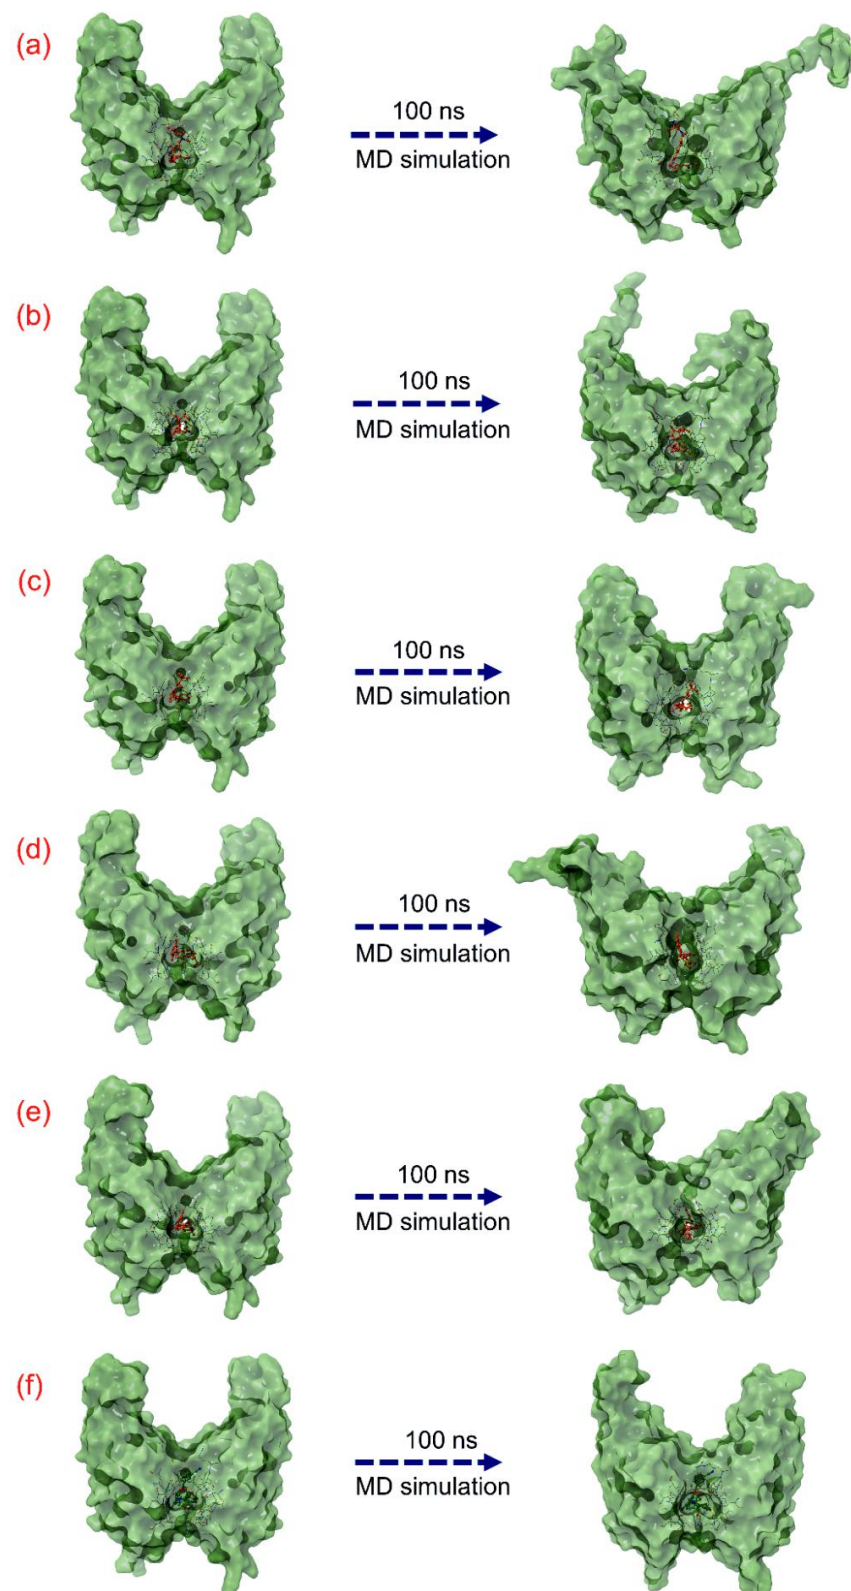 (a)
100 ns
MD simulation
(b)
100 ns
MD simulation
(c)
100 ns
MD simulation
(d)
100 ns
MD simulation
(e)
100 ns
MD simulation
(f)
100 ns
MD simulation